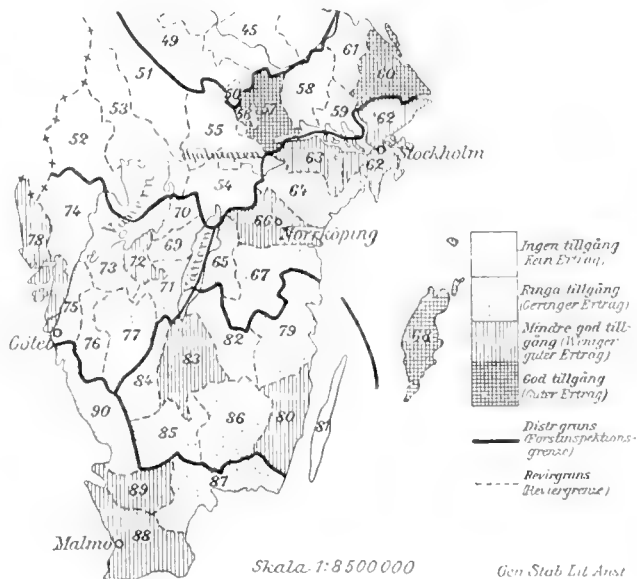 49
45
61
51
58
60
50
57
53
56
59
55
62
52
Hjälmaren
63
62
Stockholm
54
64
74
Vänern
70
66
Norrköping
78
69
73
72
Vättern
65
67
71
75
68
Göteb
76
77
82
79
83
84
90
86
80
81
85
87
89
88
Malmö
Ingen tillgång
(Kein Ertrag)
Ringa tillgång
(Geringer Ertrag)
Mindre god till-
gång (Weniger
guter Ertrag)
God tillgång
(Guter Ertrag)
Distr gräns
(Forstinspektions-
grenze)
Revirgräns
(Reviergrenze)
Skala 1:8500000
Gen Stab Lit Anst